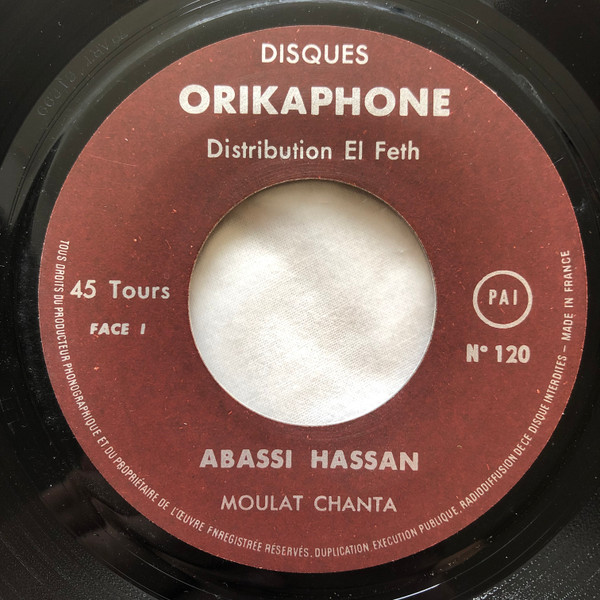 DISQUES
ORIKAPHONE
Distribution El Feth
45 Tours
FACE 1
PAI
N° 120
ABASSI HASSAN
MOULAT CHANTA
TOUS DROITS DU PRODUCTEUR PHONOGRAPHIQUE ET DU PROPRIÉTAIRE DE L'ŒUVRE ENREGISTRÉE RÉSERVÉS. DUPLICATION, EXECUTION PUBLIQUE, RADIODIFFUSION DE CE DISQUE INTERDITES – MADE IN FRANCE